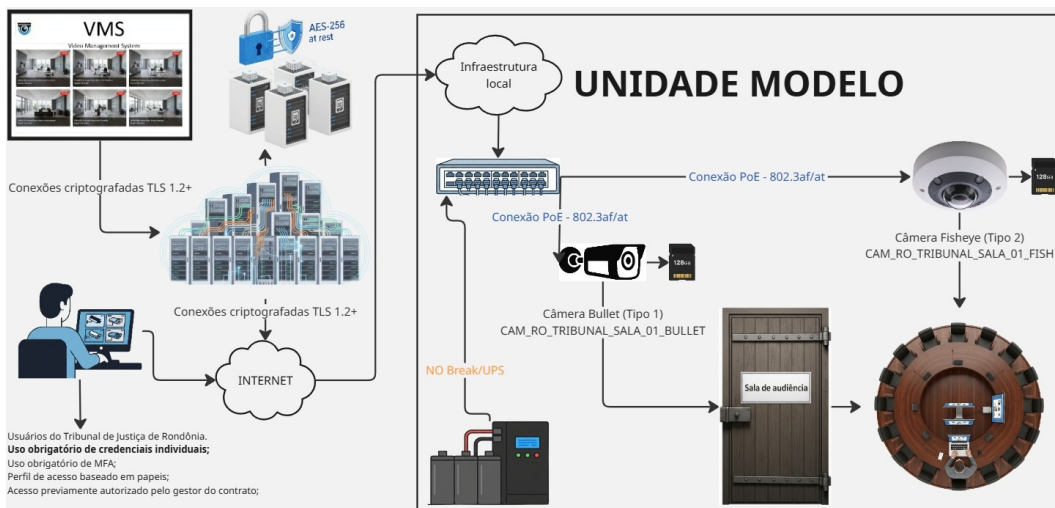 VMS
Video Management System
AES-256
at rest
Conexões criptografadas TLS 1.2+
Conexões criptografadas TLS 1.2+
INTERNET
Usuários do Tribunal de Justiça de Rondônia.
Uso obrigatório de credenciais individuais;
Uso obrigatório de MFA;
Perfil de acesso baseado em papeis;
Acesso previamente autorizado pelo gestor do contrato;
Infraestrutura
local
UNIDADE MODELO
Conexão PoE - 802.3af/at
128GB
Conexão PoE - 802.3af/at
128GB
Câmera Fisheye (Tipo 2)
CAM_RO_TRIBUNAL_SALA_01_FISH
Câmera Bullet (Tipo 1)
CAM_RO_TRIBUNAL_SALA_01_BULLET
NO Break/UPS
Sala de audiência